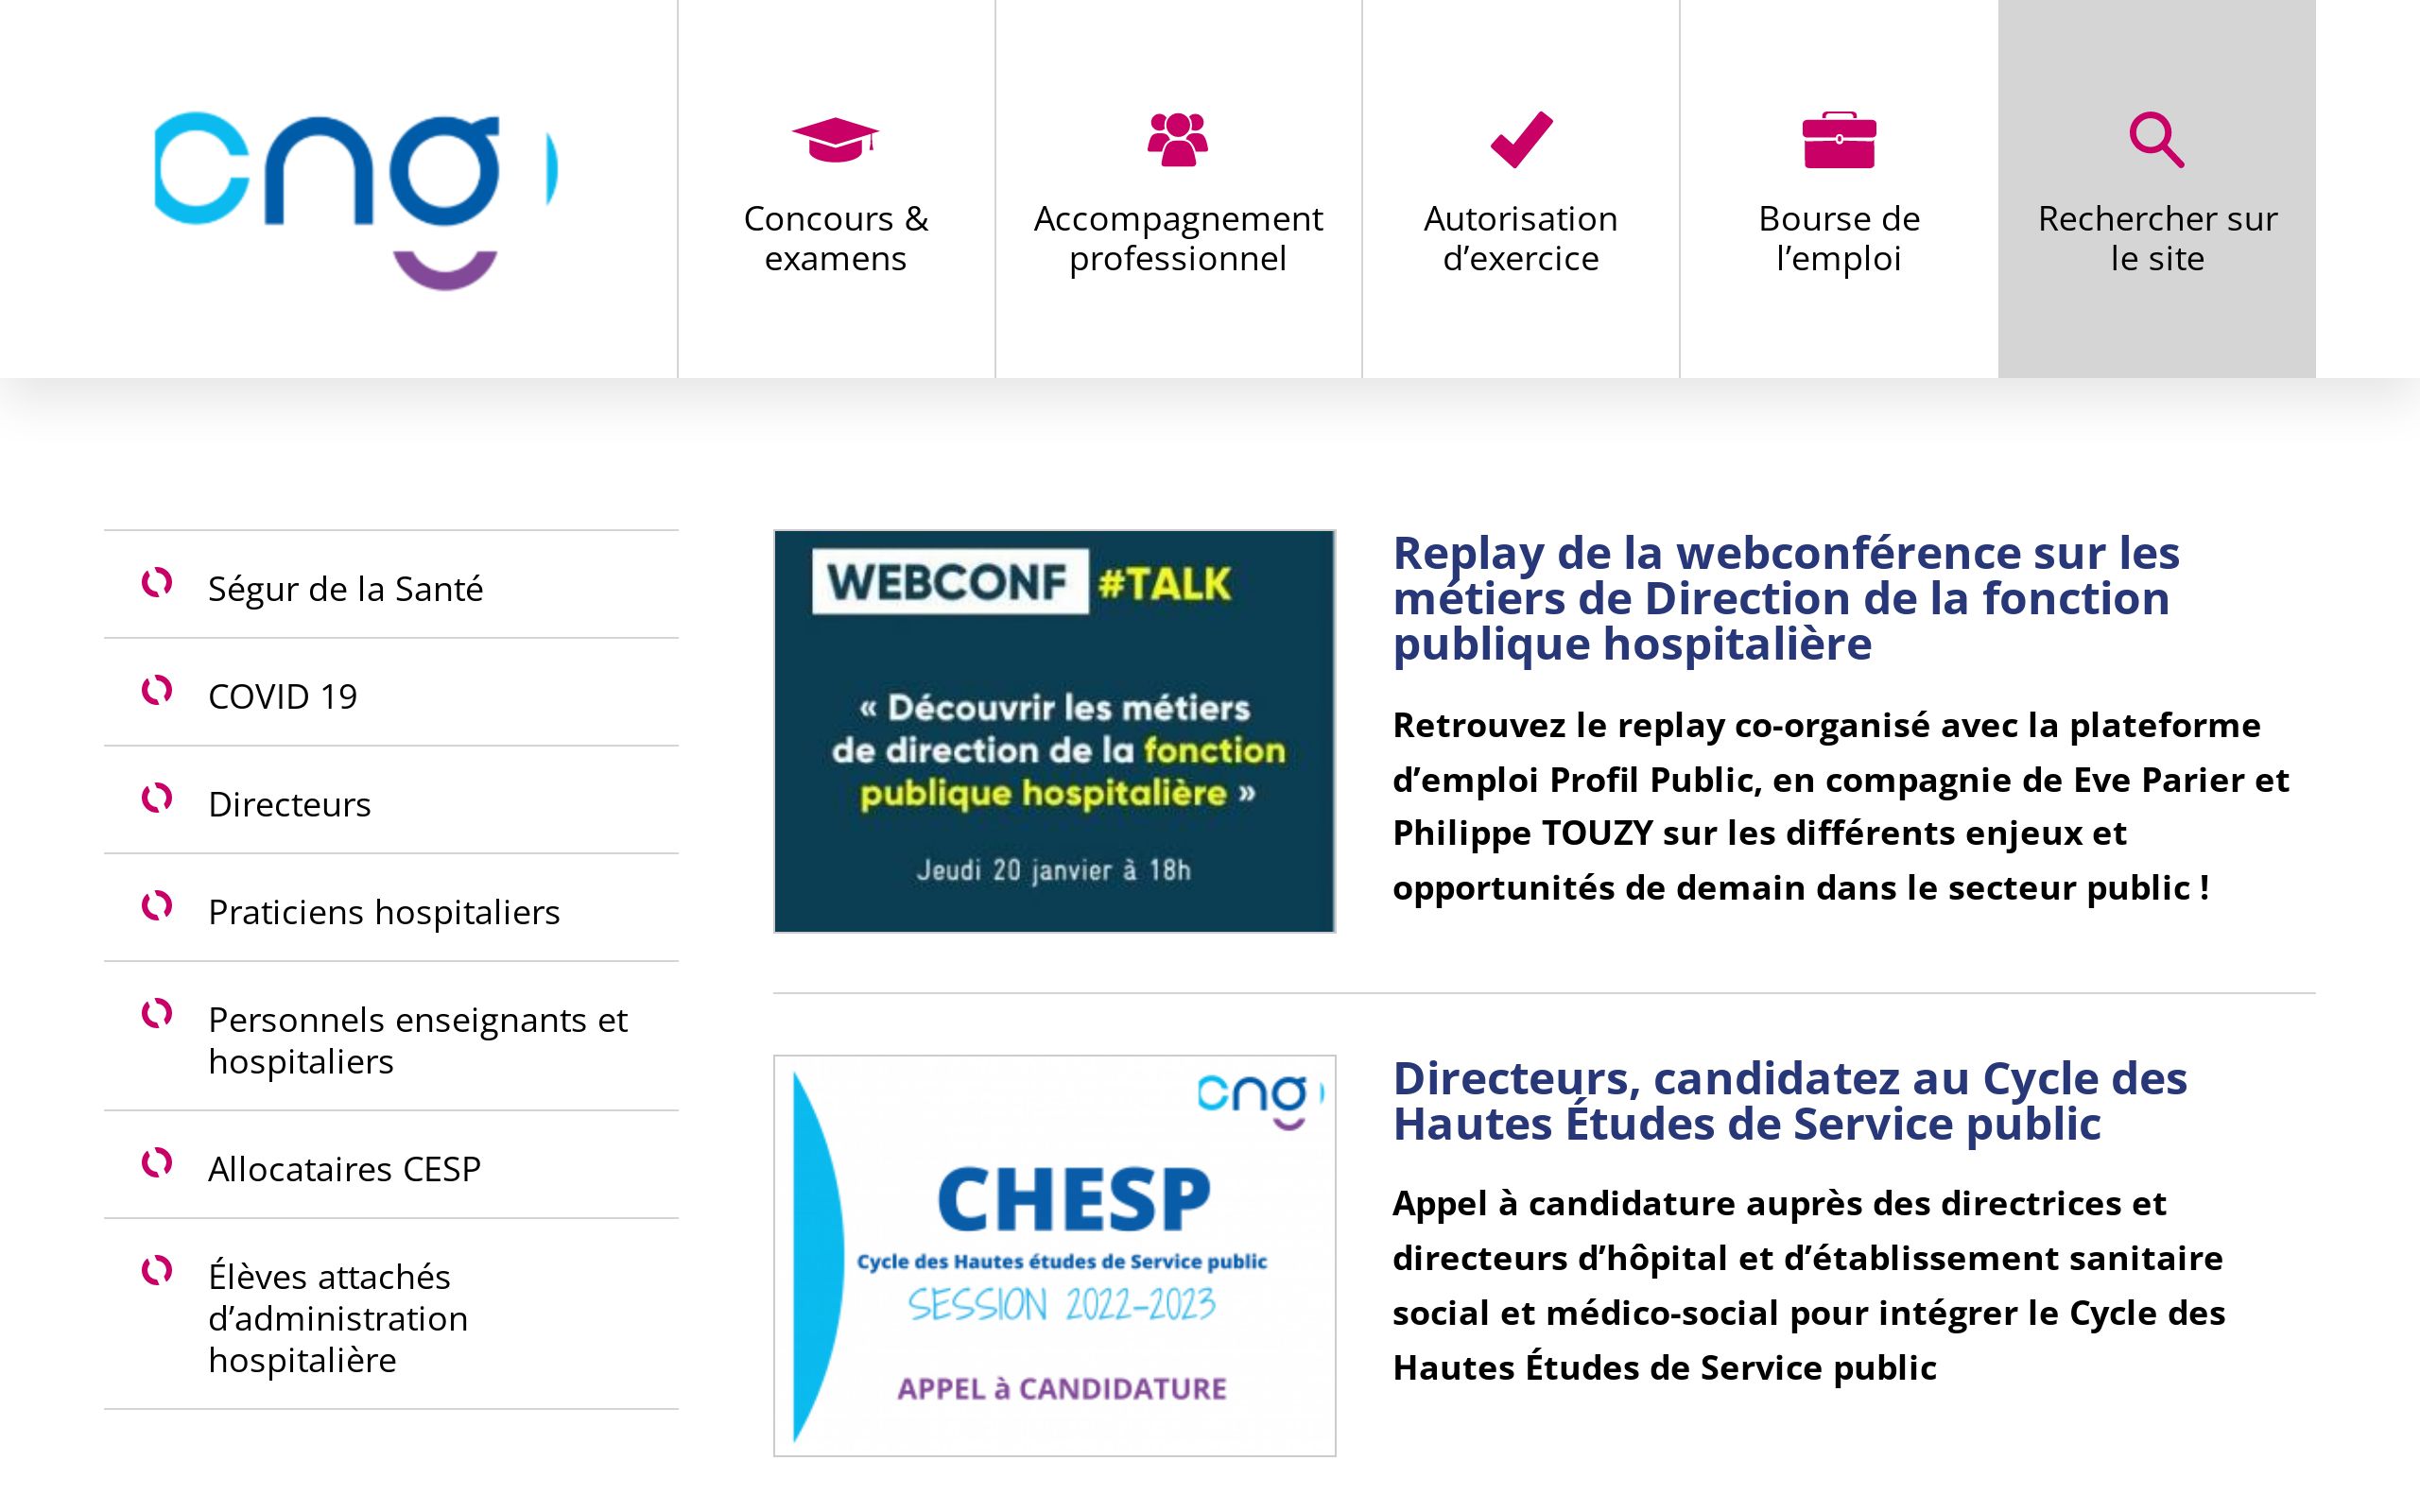 cng
Concours &
examens
Accompagnement
professionnel
Autorisation
d’exercice
Bourse de
l’emploi
Rechercher sur
le site
Ségur de la Santé
COVID 19
Directeurs
Praticiens hospitaliers
Personnels enseignants et
hospitaliers
Allocataires CESP
Élèves attachés
d’administration
hospitalière
WEBCONF #TALK
« Découvrir les métiers
de direction de la fonction
publique hospitalière »
Jeudi 20 janvier à 18h
Replay de la webconférence sur les
métiers de Direction de la fonction
publique hospitalière
Retrouvez le replay co-organisé avec la plateforme
d’emploi Profil Public, en compagnie de Eve Parier et
Philippe TOUZY sur les différents enjeux et
opportunités de demain dans le secteur public !
cng
CHESP
Cycle des Hautes études de Service public
SESSION 2022-2023
APPEL à CANDIDATURE
Directeurs, candidatez au Cycle des
Hautes Études de Service public
Appel à candidature auprès des directrices et
directeurs d’hôpital et d’établissement sanitaire
social et médico-social pour intégrer le Cycle des
Hautes Études de Service public